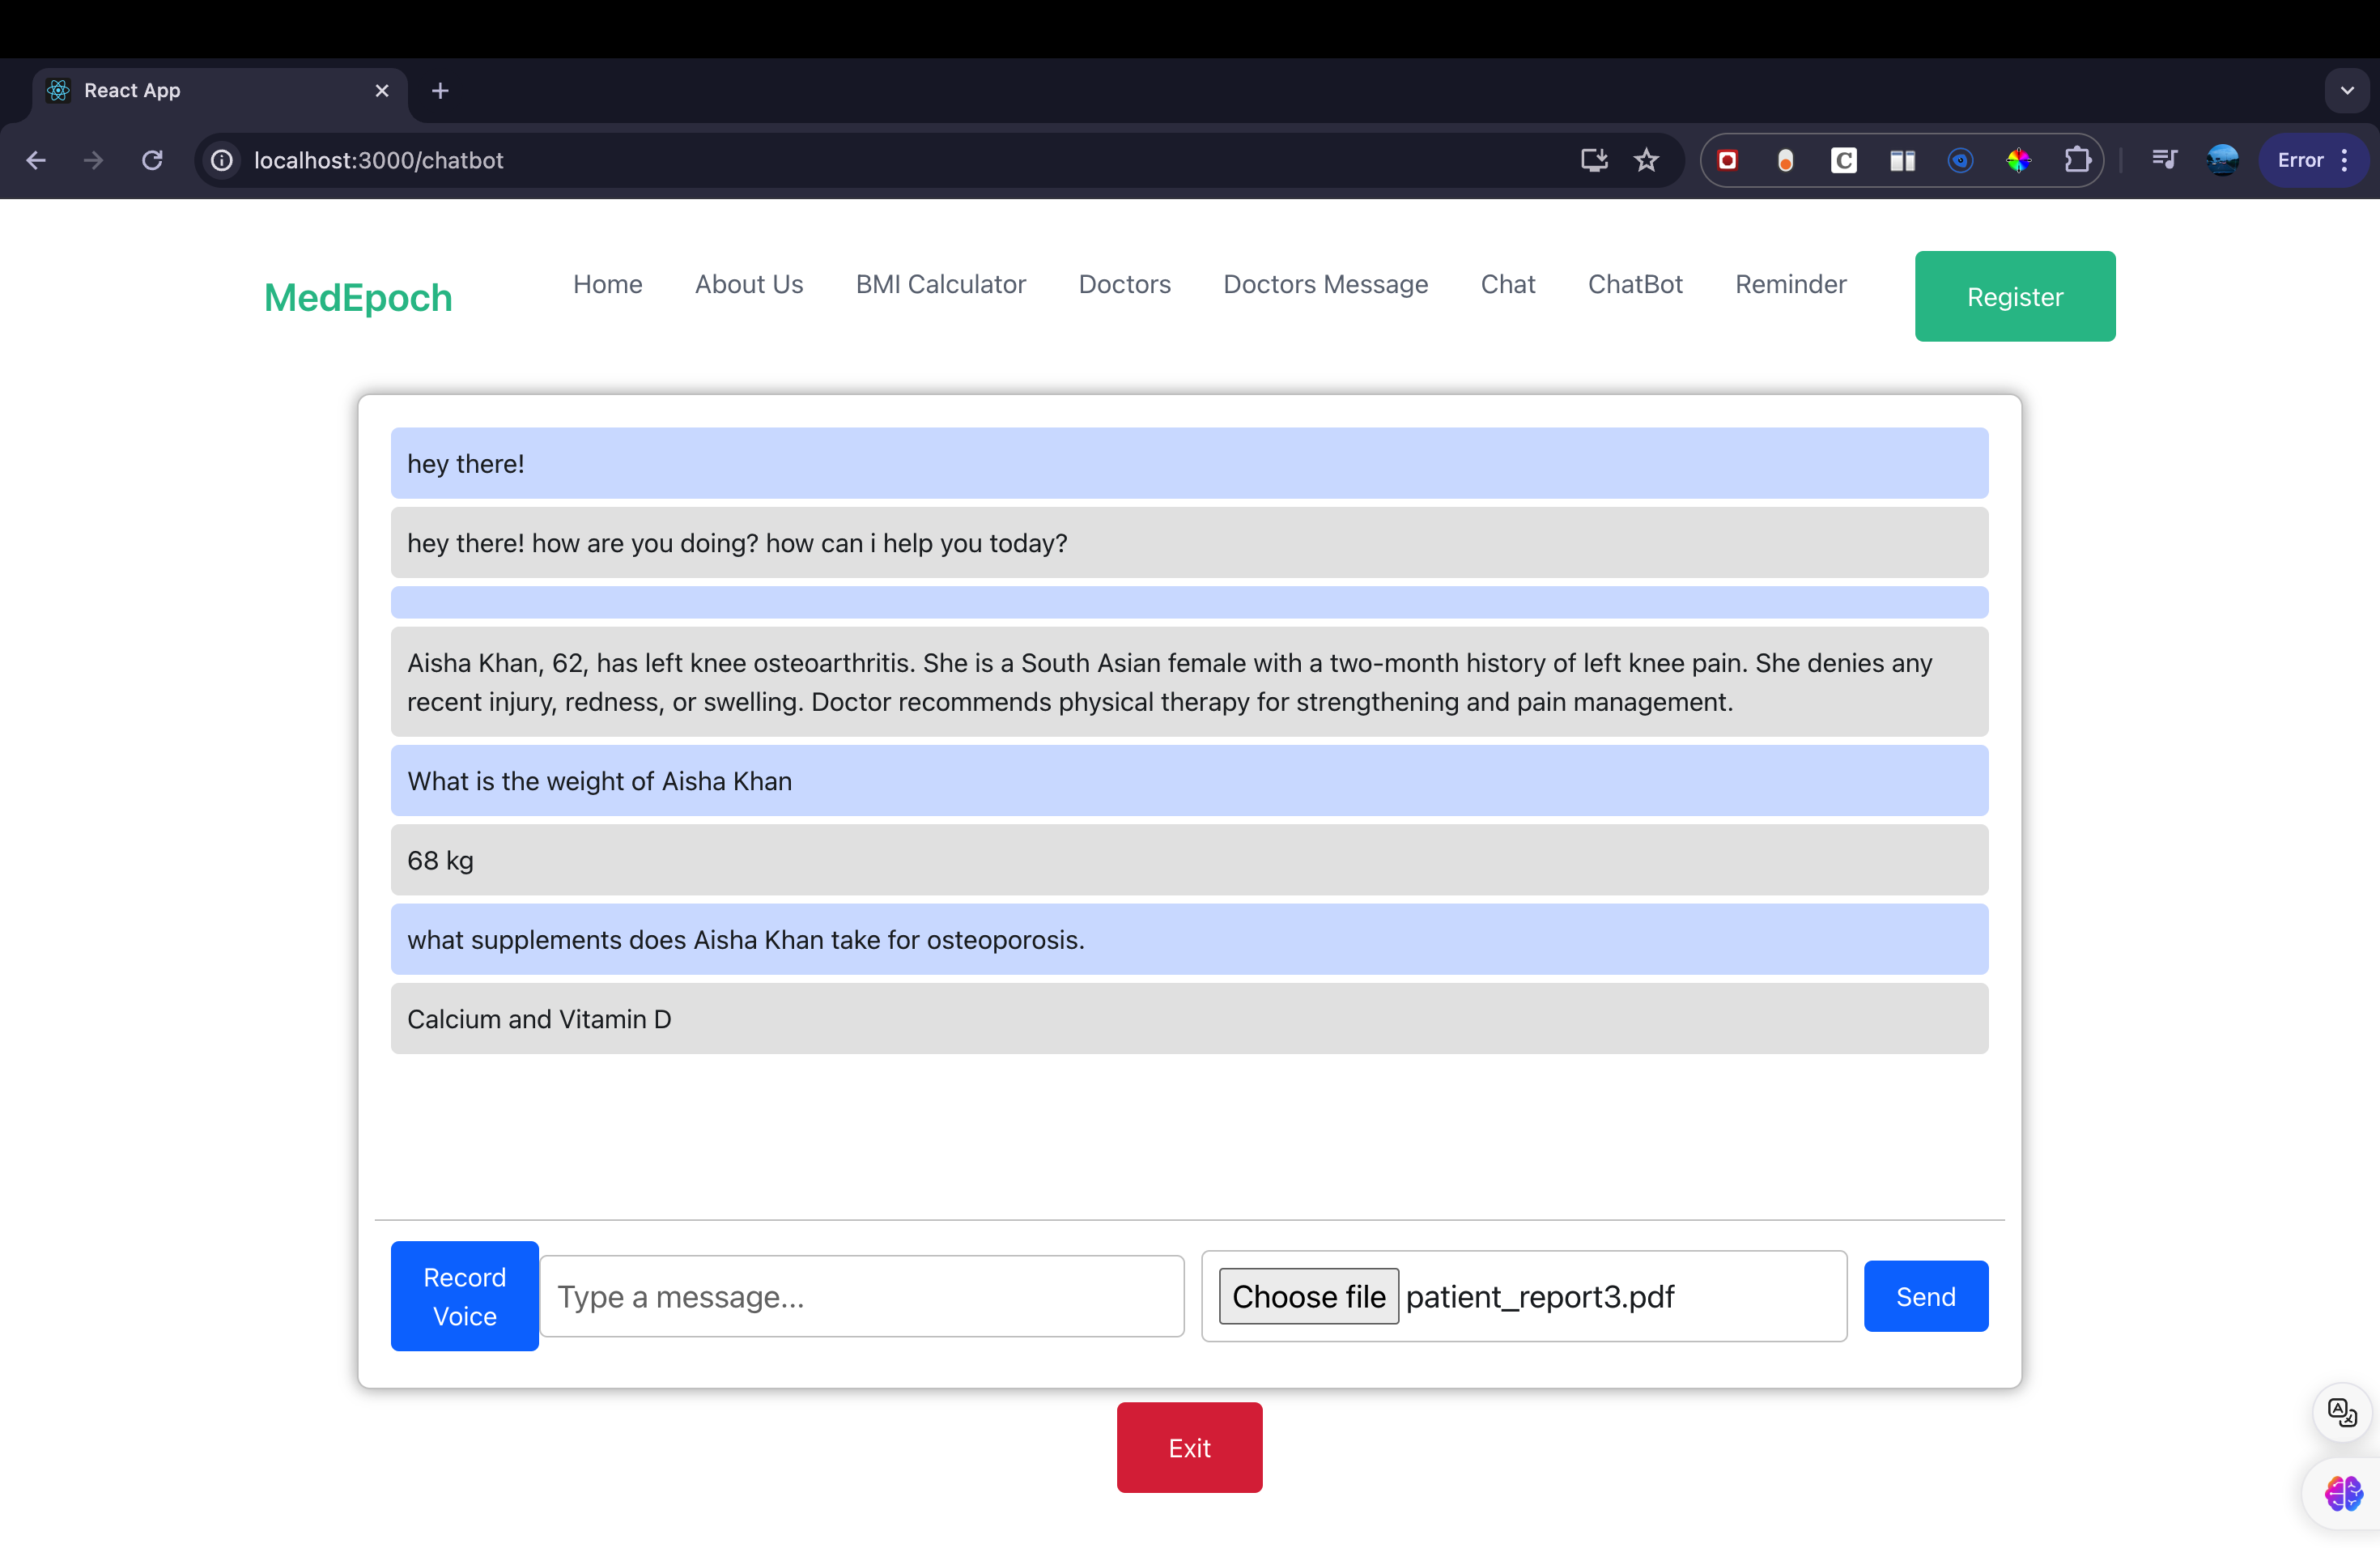 React App
localhost:3000/chatbot
Error
MedEpoch
Home
About Us
BMI Calculator
Doctors
Doctors Message
Chat
ChatBot
Reminder
Register
hey there!
hey there! how are you doing? how can i help you today?
Aisha Khan, 62, has left knee osteoarthritis. She is a South Asian female with a two-month history of left knee pain. She denies any
recent injury, redness, or swelling. Doctor recommends physical therapy for strengthening and pain management.
What is the weight of Aisha Khan
68 kg
what supplements does Aisha Khan take for osteoporosis.
Calcium and Vitamin D
Record
Voice
Type a message...
Choose file patient_report3.pdf
Send
Exit